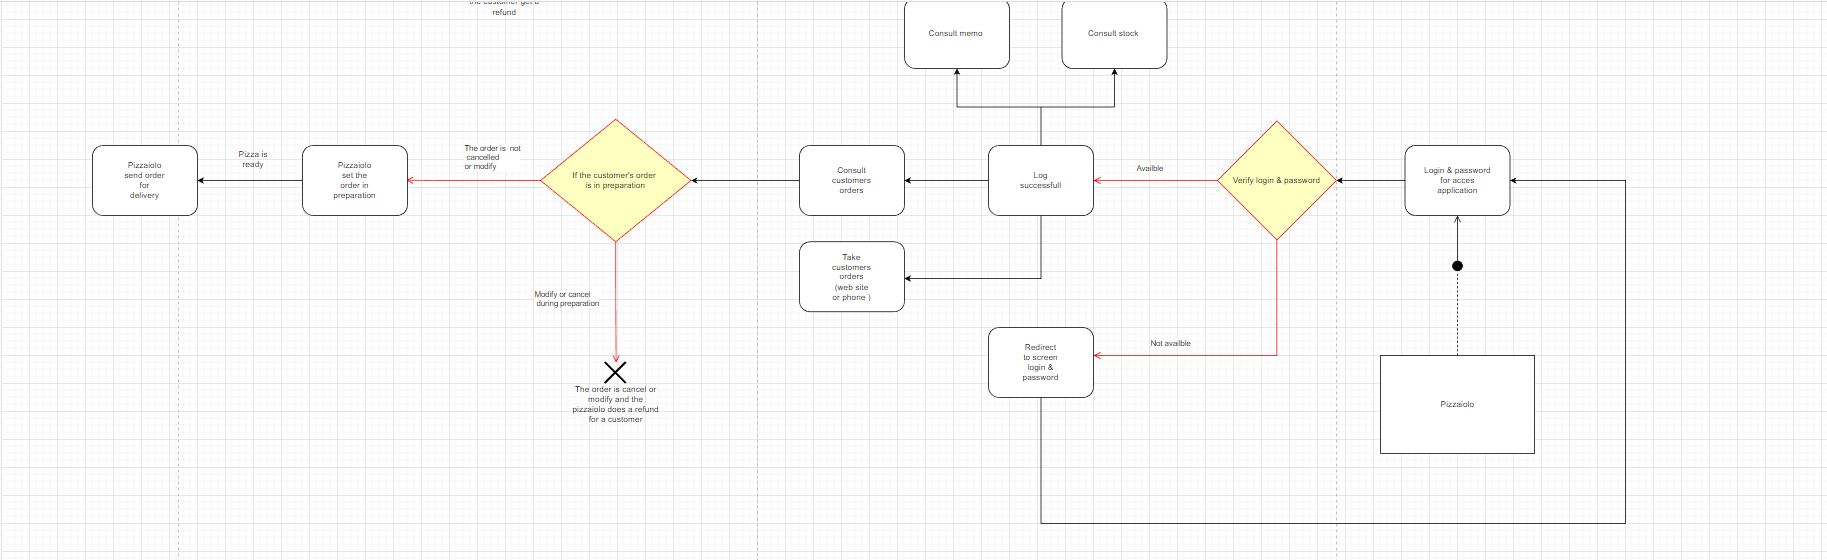 the customer get a
refund
Consult memo
Consult stock
Pizzaiolo
send order
for
delivery
Pizza is
ready
Pizzaiolo
set the
order in
preparation
The order is  not
cancelled
or modify
If the customer's order
is in preparation
Consult
customers
orders
Log
successfull
Availble
Verify login & password
Login & password
for acces
application
Take
customers
orders
(web site
or phone )
Modify or cancel
during preparation
Redirect
to screen
login &
password
Not availble
The order is cancel or
modify and the
pizzaiolo does a refund
for a customer
Pizzaiolo